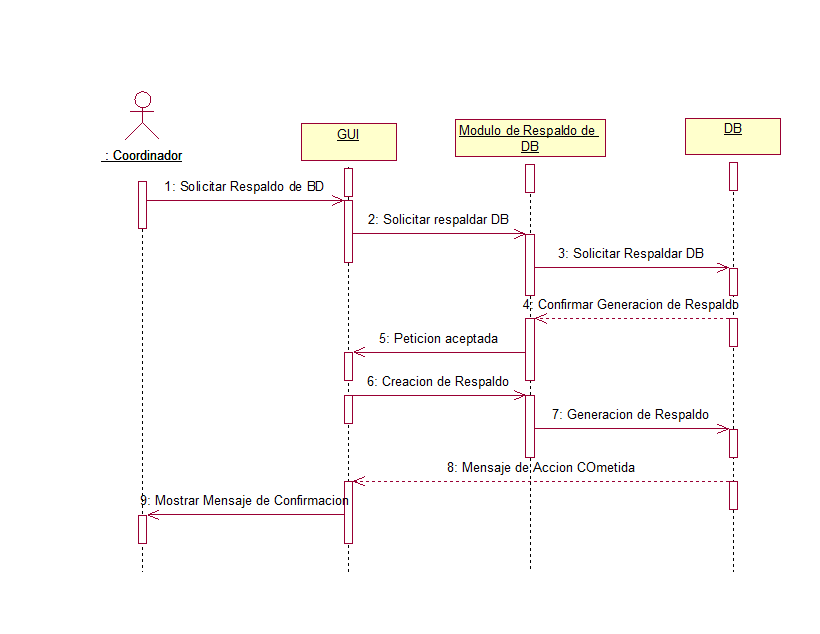 : Coordinador
GUI
Modulo de Respaldo de
DB
DB
1: Solicitar Respaldo de BD
2: Solicitar respaldar DB
3: Solicitar Respaldar DB
4: Confirmar Generacion de Respaldo
5: Peticion aceptada
6: Creacion de Respaldo
7: Generacion de Respaldo
8: Mensaje de Accion COmetida
9: Mostrar Mensaje de Confirmacion